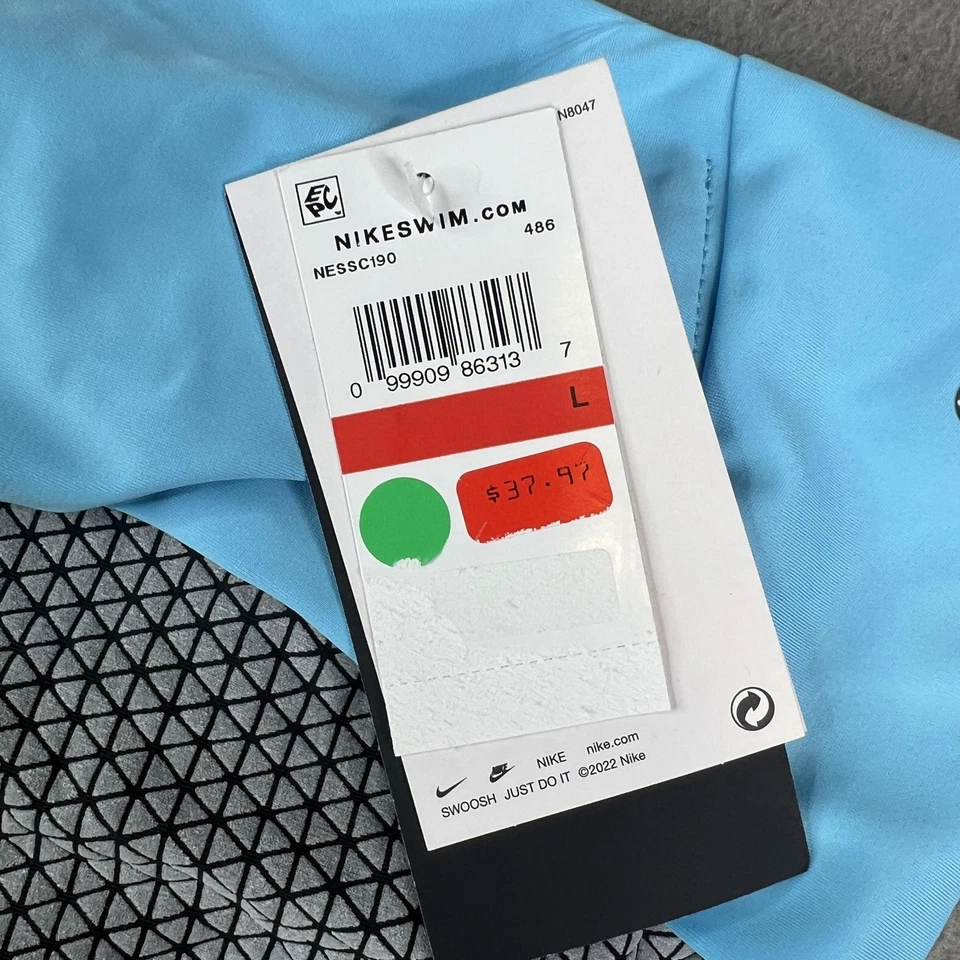 N8047
EPC
NIKESWIM.COM
NESSC190 486
0 99909 86313 7
L
$37.97
NIKE nike.com
SWOOSH JUST DO IT ©2022 Nike